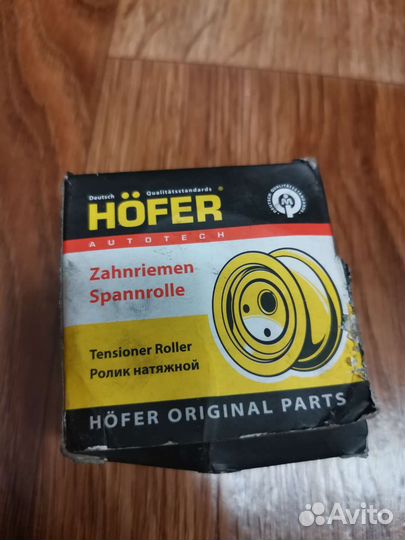 Deutsch Qualitätsstandards
HÖFER®
AUTOTECH
Zahnriemen
Spannrolle
Tensioner Roller
Ролик натяжной
HÖFER ORIGINAL PARTS
Avito